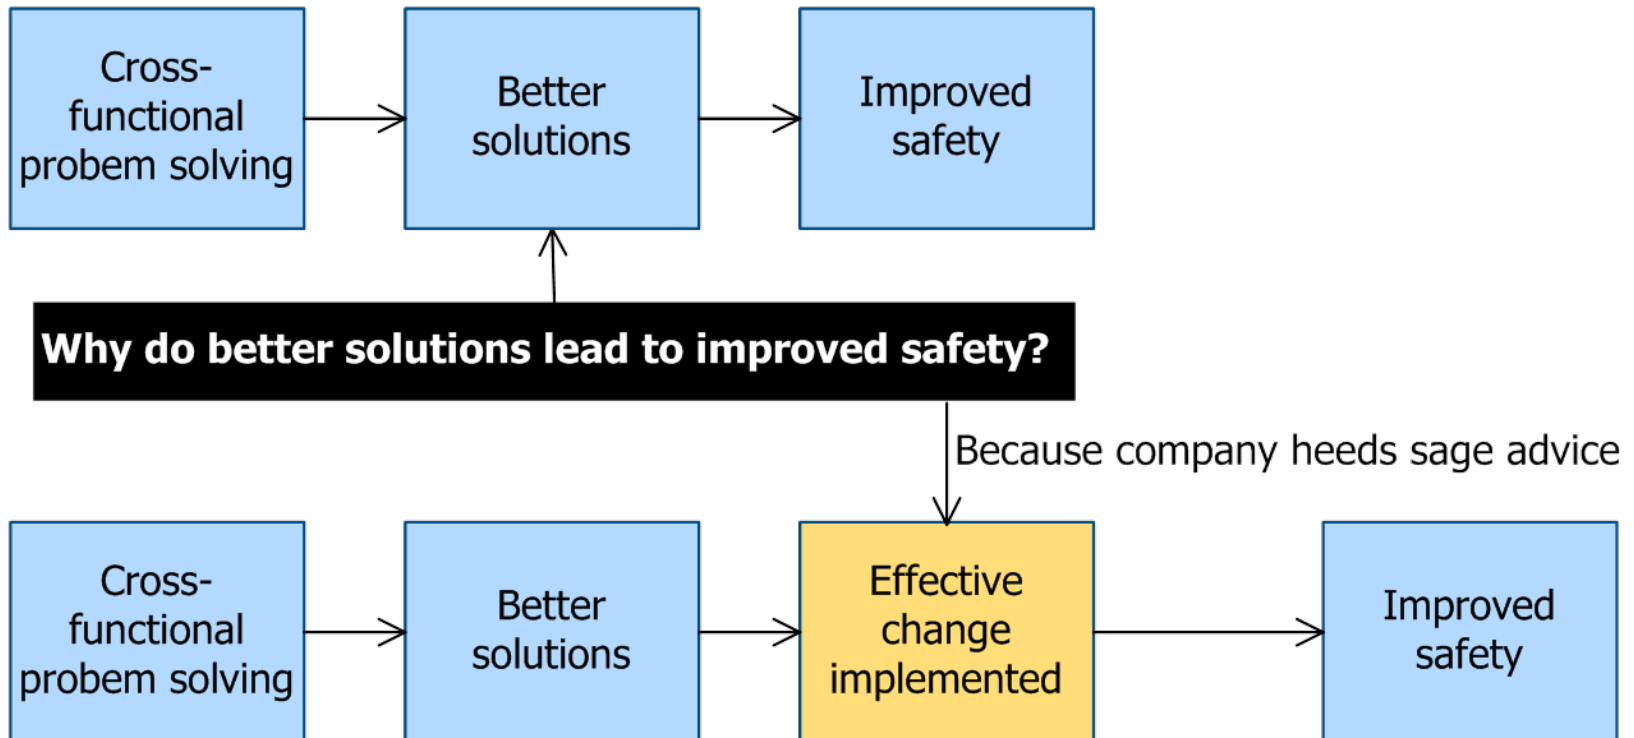 Cross-
functional
probem solving
Better
solutions
Improved
safety
Why do better solutions lead to improved safety?
Because company heeds sage advice
Cross-
functional
probem solving
Better
solutions
Effective
change
implemented
Improved
safety